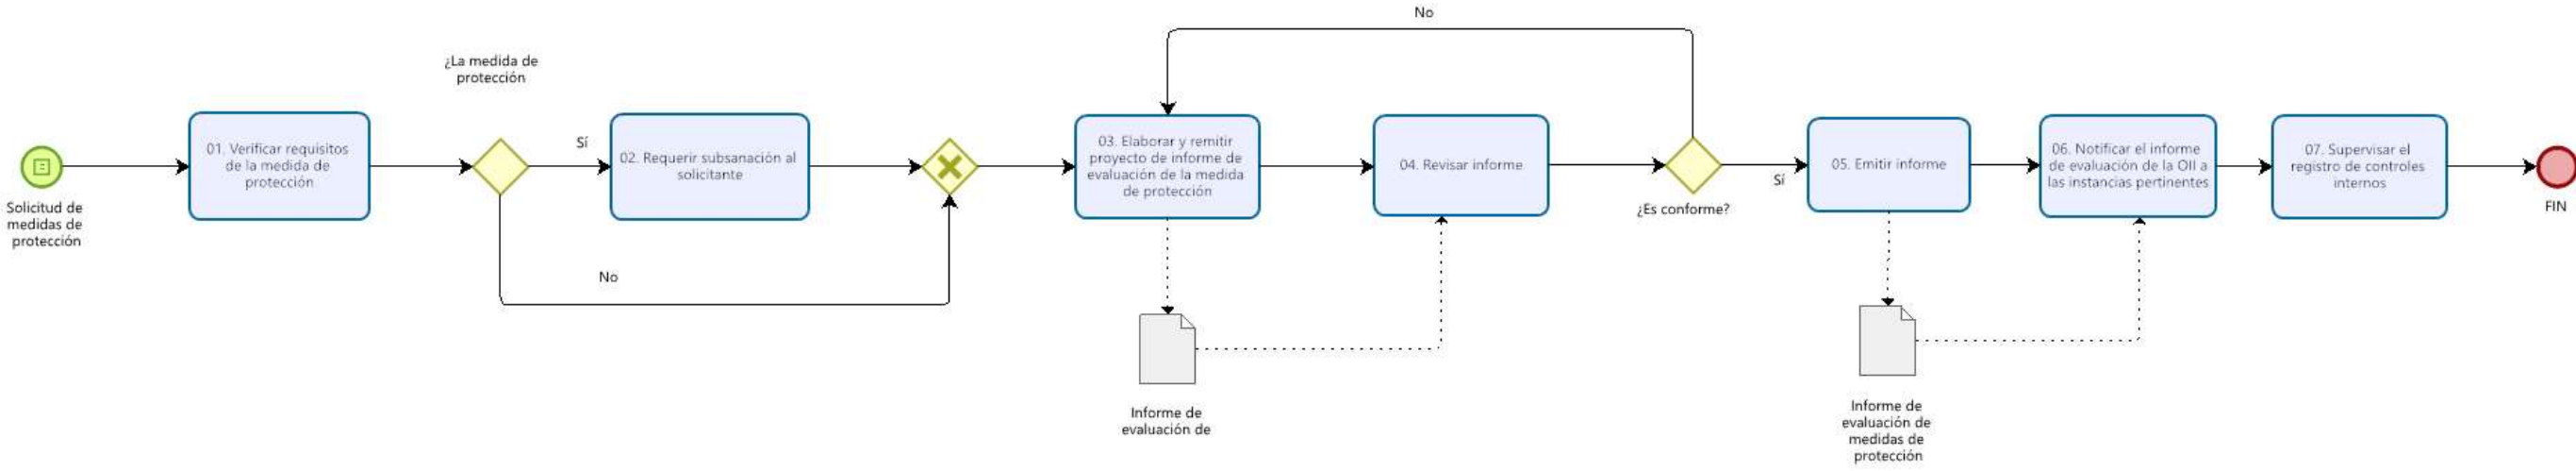 No
¿La medida de
protección
Solicitud de
medidas de
protección
01. Verificar requisitos
de la medida de
protección
Sí
02. Requerir subsanación al
solicitante
No
03. Elaborar y remitir
proyecto de informe de
evaluación de la medida
de protección
04. Revisar informe
¿Es conforme?
Sí
05. Emitir informe
06. Notificar el informe
de evaluación de la OII a
las instancias pertinentes
07. Supervisar el
registro de controles
internos
FIN
Informe de
evaluación de
Informe de
evaluación de
medidas de
protección